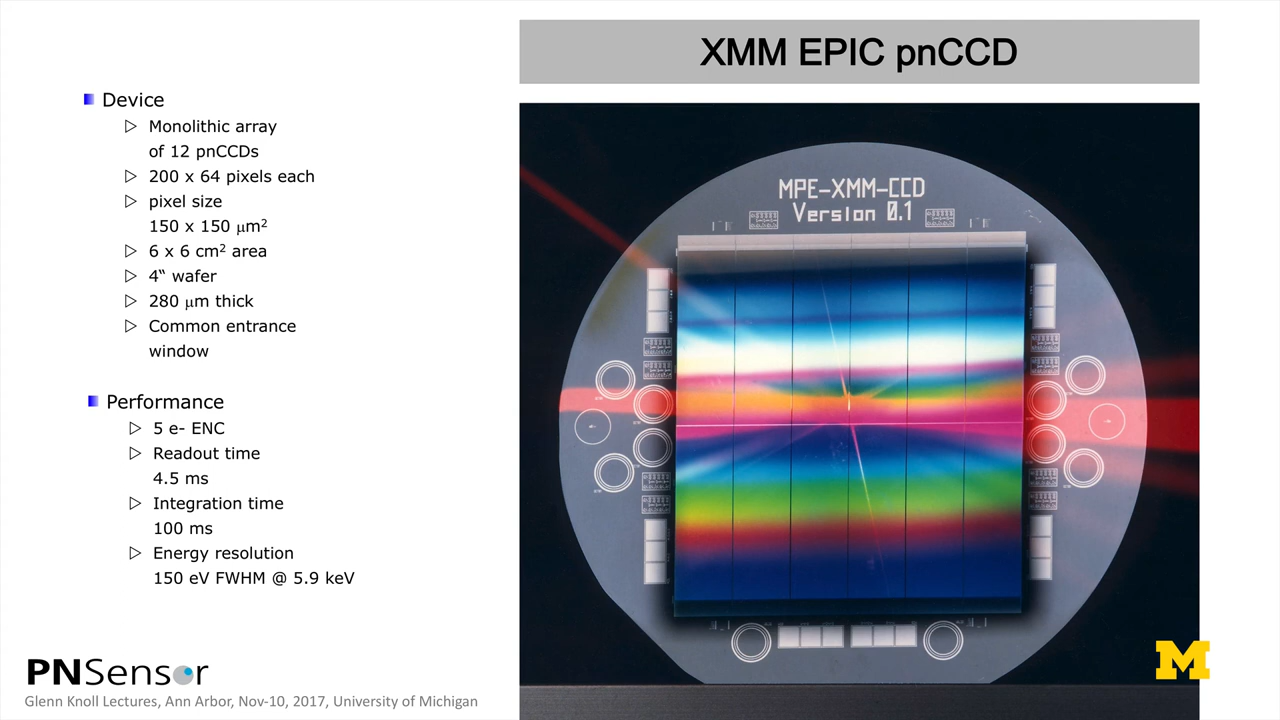 XMM EPIC pnCCD
Device
Monolithic array
of 12 pnCCDs
200 x 64 pixels each
pixel size
150 x 150 μm²
6 x 6 cm² area
4“ wafer
280 μm thick
Common entrance
window
Performance
5 e- ENC
Readout time
4.5 ms
Integration time
100 ms
Energy resolution
150 eV FWHM @ 5.9 keV
MPE-XMM-CCD
Version 0.1
PNSensor
Glenn Knoll Lectures, Ann Arbor, Nov-10, 2017, University of Michigan
M